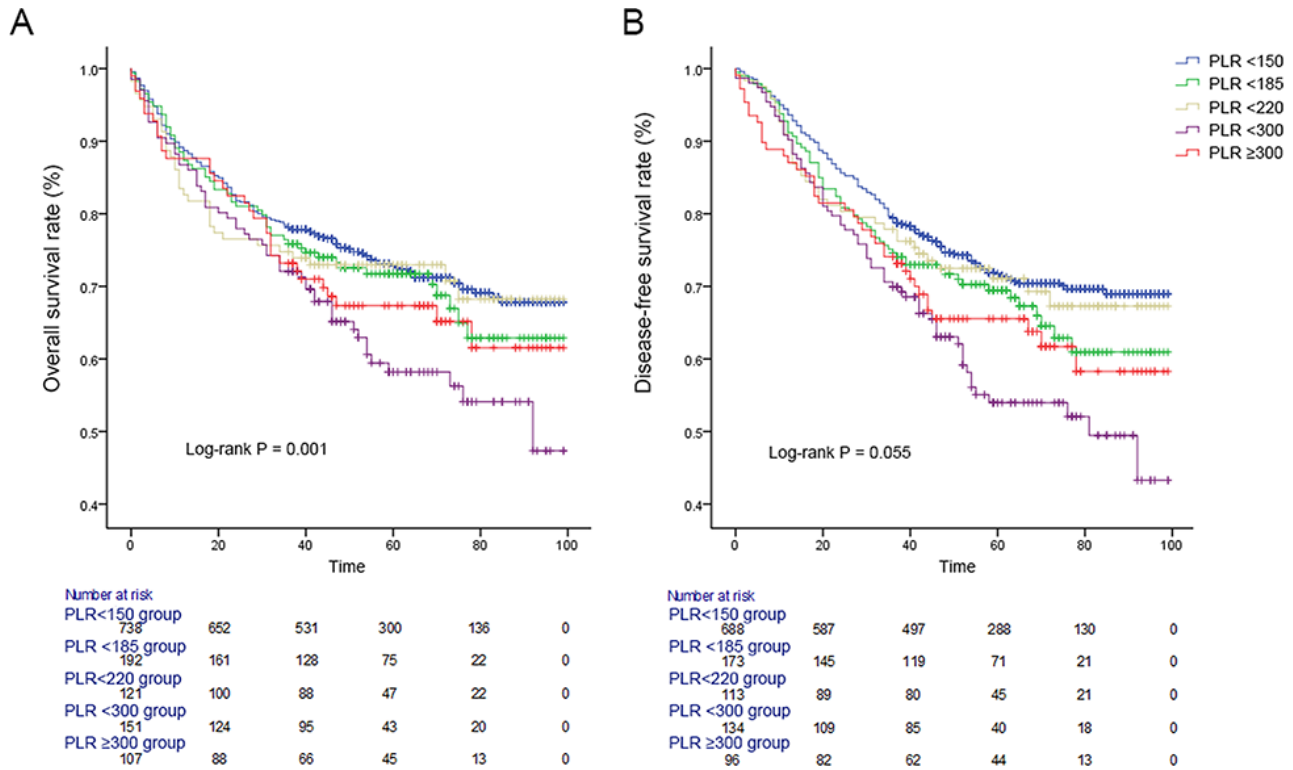 A
B
Overall survival rate (%)
1.0
0.9
0.8
0.7
0.6
0.5
0.4
Log-rank P = 0.001
0 20 40 60 80 100
Time
Disease-free survival rate (%)
1.0
0.9
0.8
0.7
0.6
0.5
0.4
Log-rank P = 0.055
0 20 40 60 80 100
Time
PLR <150
PLR <185
PLR <220
PLR <300
PLR ≥300
Number at risk
PLR<150 group
738 652 531 300 136 0
PLR <185 group
192 161 128 75 22 0
PLR<220 group
121 100 88 47 22 0
PLR <300 group
151 124 95 43 20 0
PLR ≥300 group
107 88 66 45 13 0
Number at risk
PLR<150 group
688 587 497 288 130 0
PLR <185 group
173 145 119 71 21 0
PLR<220 group
113 89 80 45 21 0
PLR <300 group
134 109 85 40 18 0
PLR ≥300 group
96 82 62 44 13 0